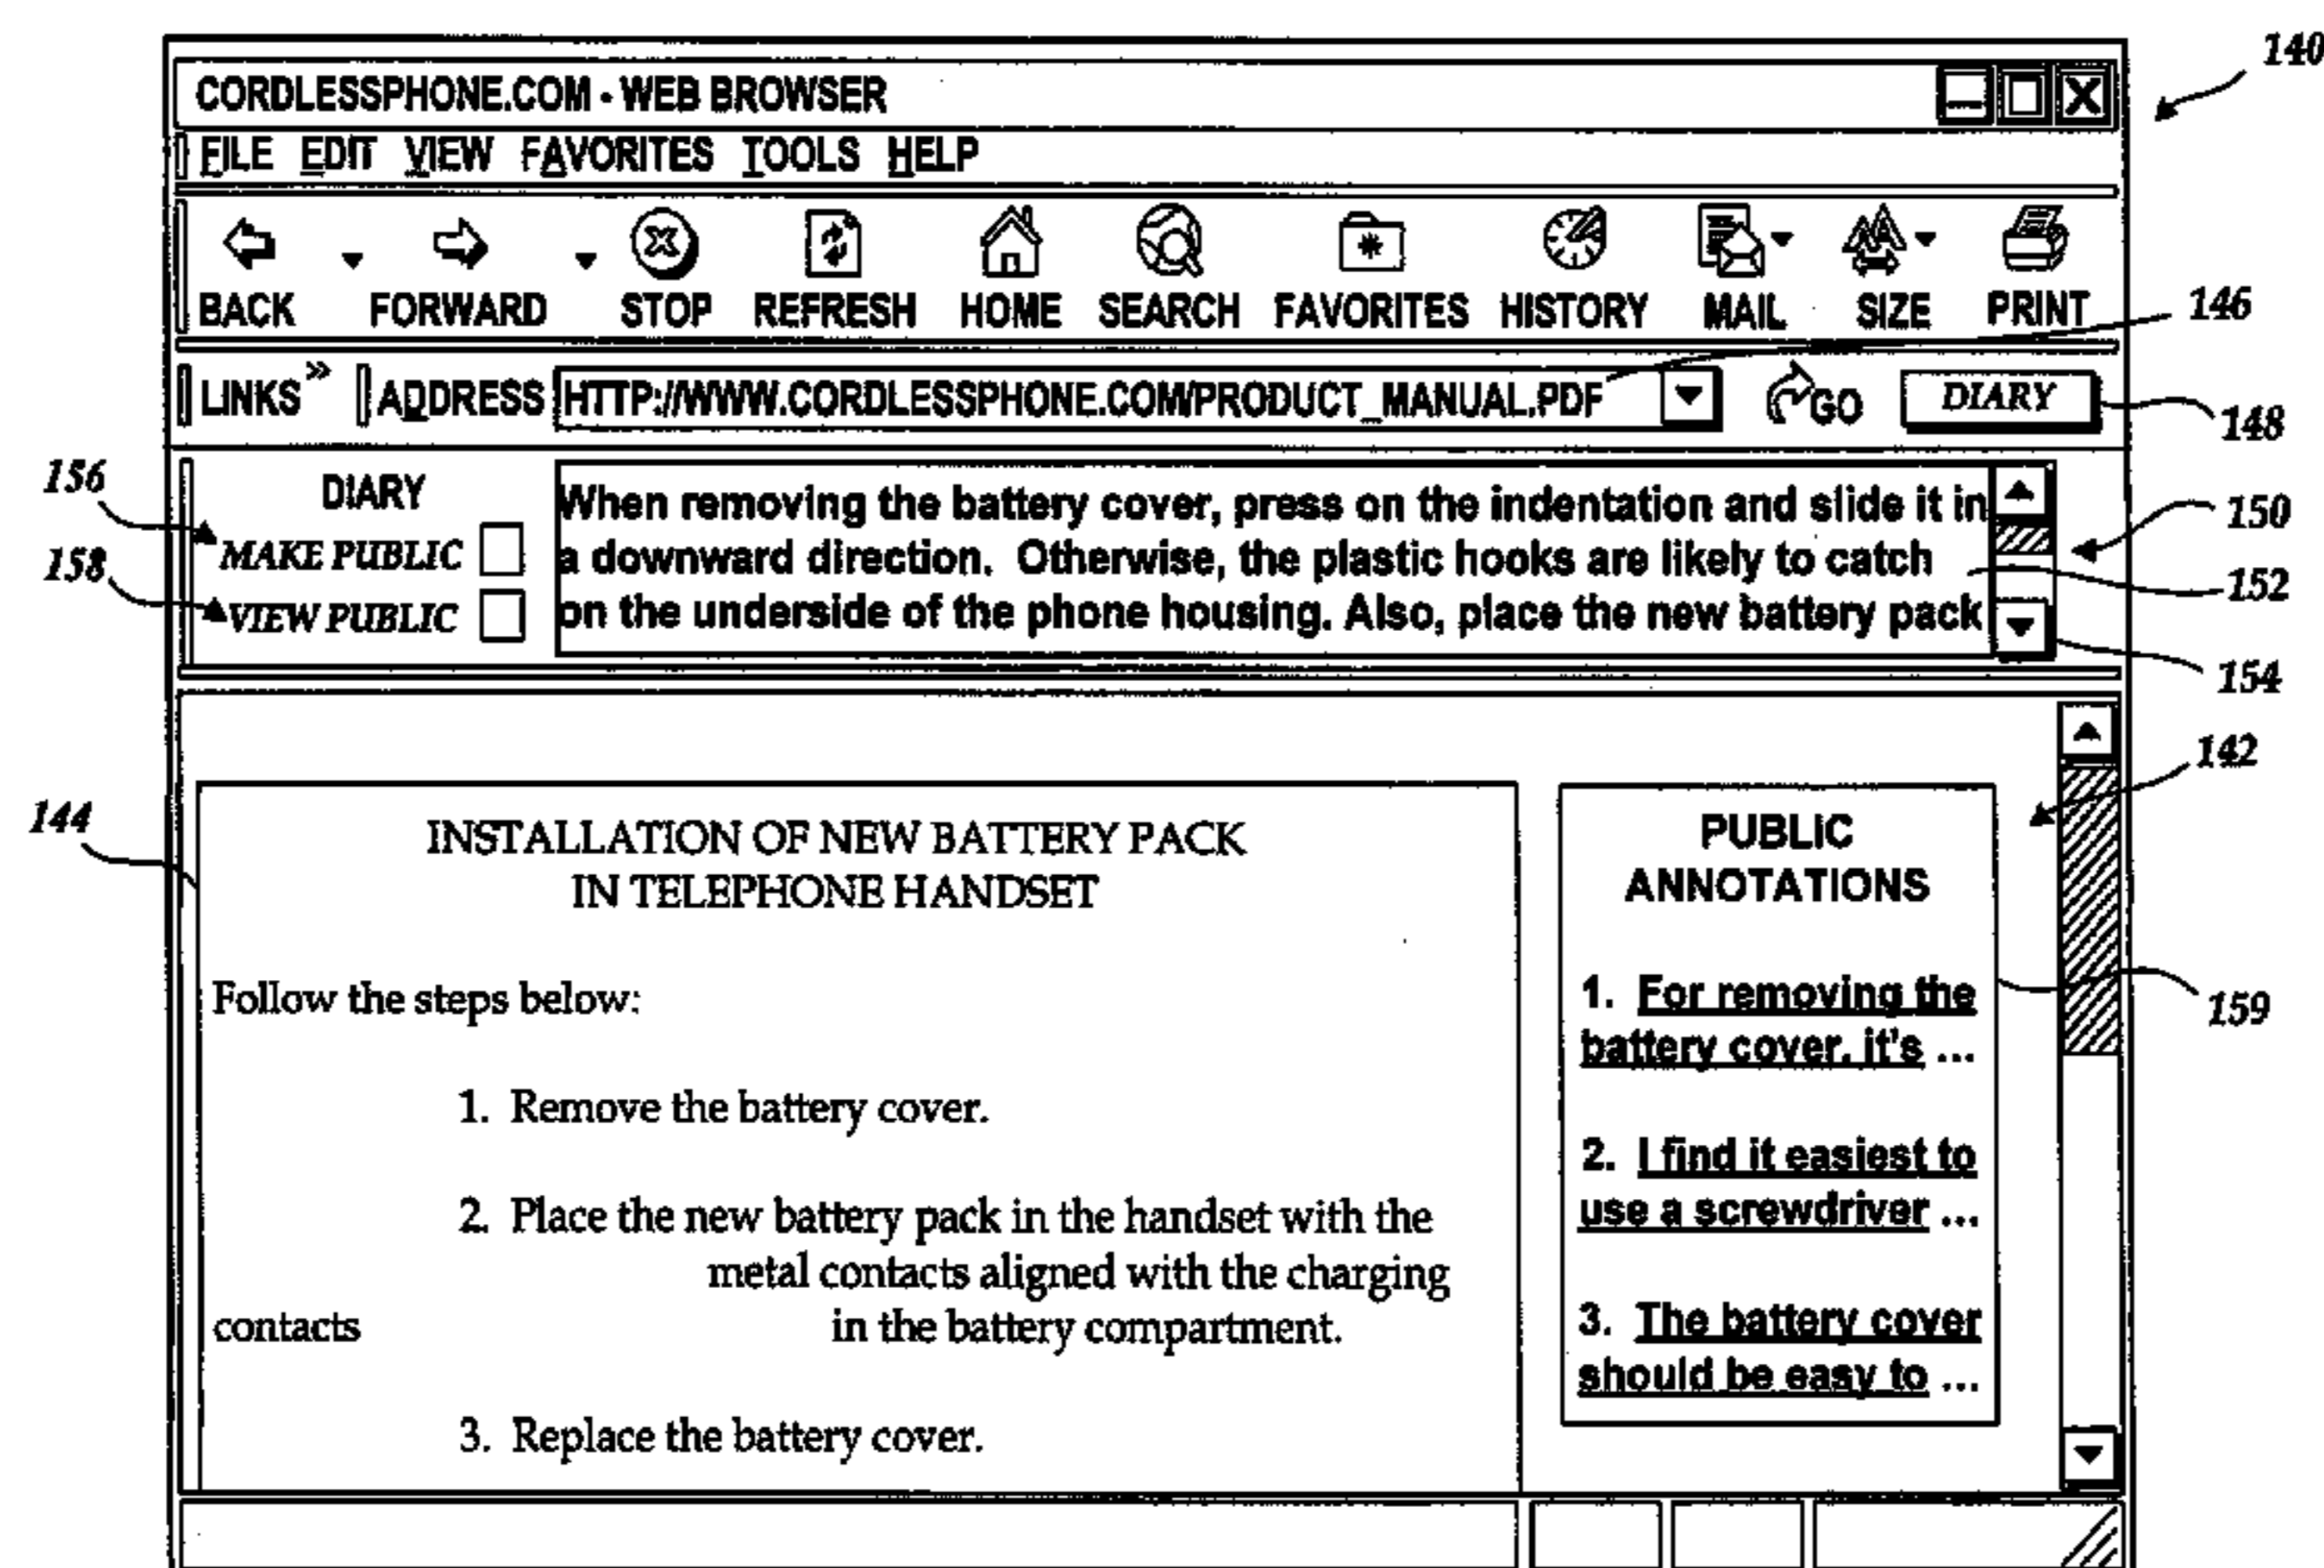 140
CORDLESSPHONE.COM - WEB BROWSER
FILE EDIT VIEW FAVORITES TOOLS HELP
BACK FORWARD STOP REFRESH HOME SEARCH FAVORITES HISTORY MAIL SIZE PRINT
146
LINKS » ADDRESS HTTP://WWW.CORDLESSPHONE.COM/PRODUCT_MANUAL.PDF GO DIARY
148
156
DIARY
MAKE PUBLIC
158
VIEW PUBLIC
When removing the battery cover, press on the indentation and slide it in
a downward direction.  Otherwise, the plastic hooks are likely to catch
on the underside of the phone housing. Also, place the new battery pack
150
152
154
142
144
INSTALLATION OF NEW BATTERY PACK
IN TELEPHONE HANDSET
Follow the steps below:
1. Remove the battery cover.
2. Place the new battery pack in the handset with the
metal contacts aligned with the charging
contacts in the battery compartment.
3. Replace the battery cover.
PUBLIC
ANNOTATIONS
1. For removing the
battery cover, it's ...
2. I find it easiest to
use a screwdriver ...
3. The battery cover
should be easy to ...
159